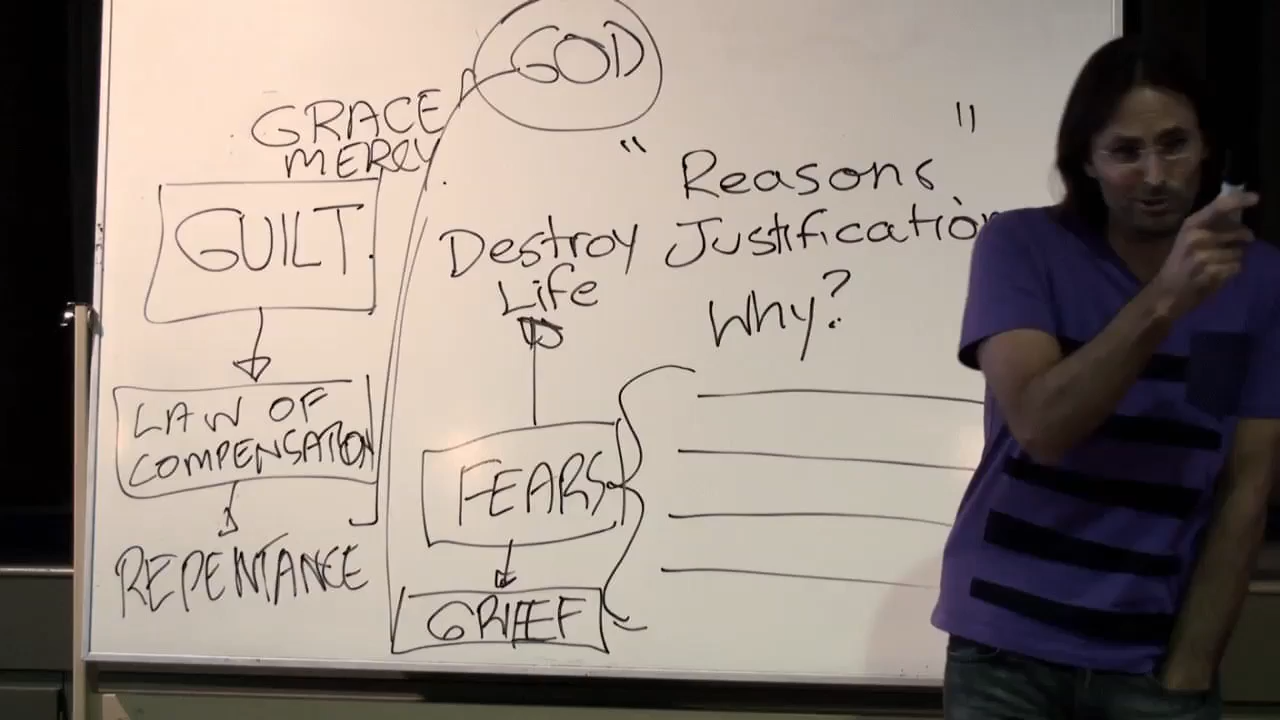 GOD
GRACE
MERCY
GUILT
LAW OF
COMPENSATION
REPENTANCE
Destroy
Life
FEARS
GRIEF
" Reasons "
Justification
Why?